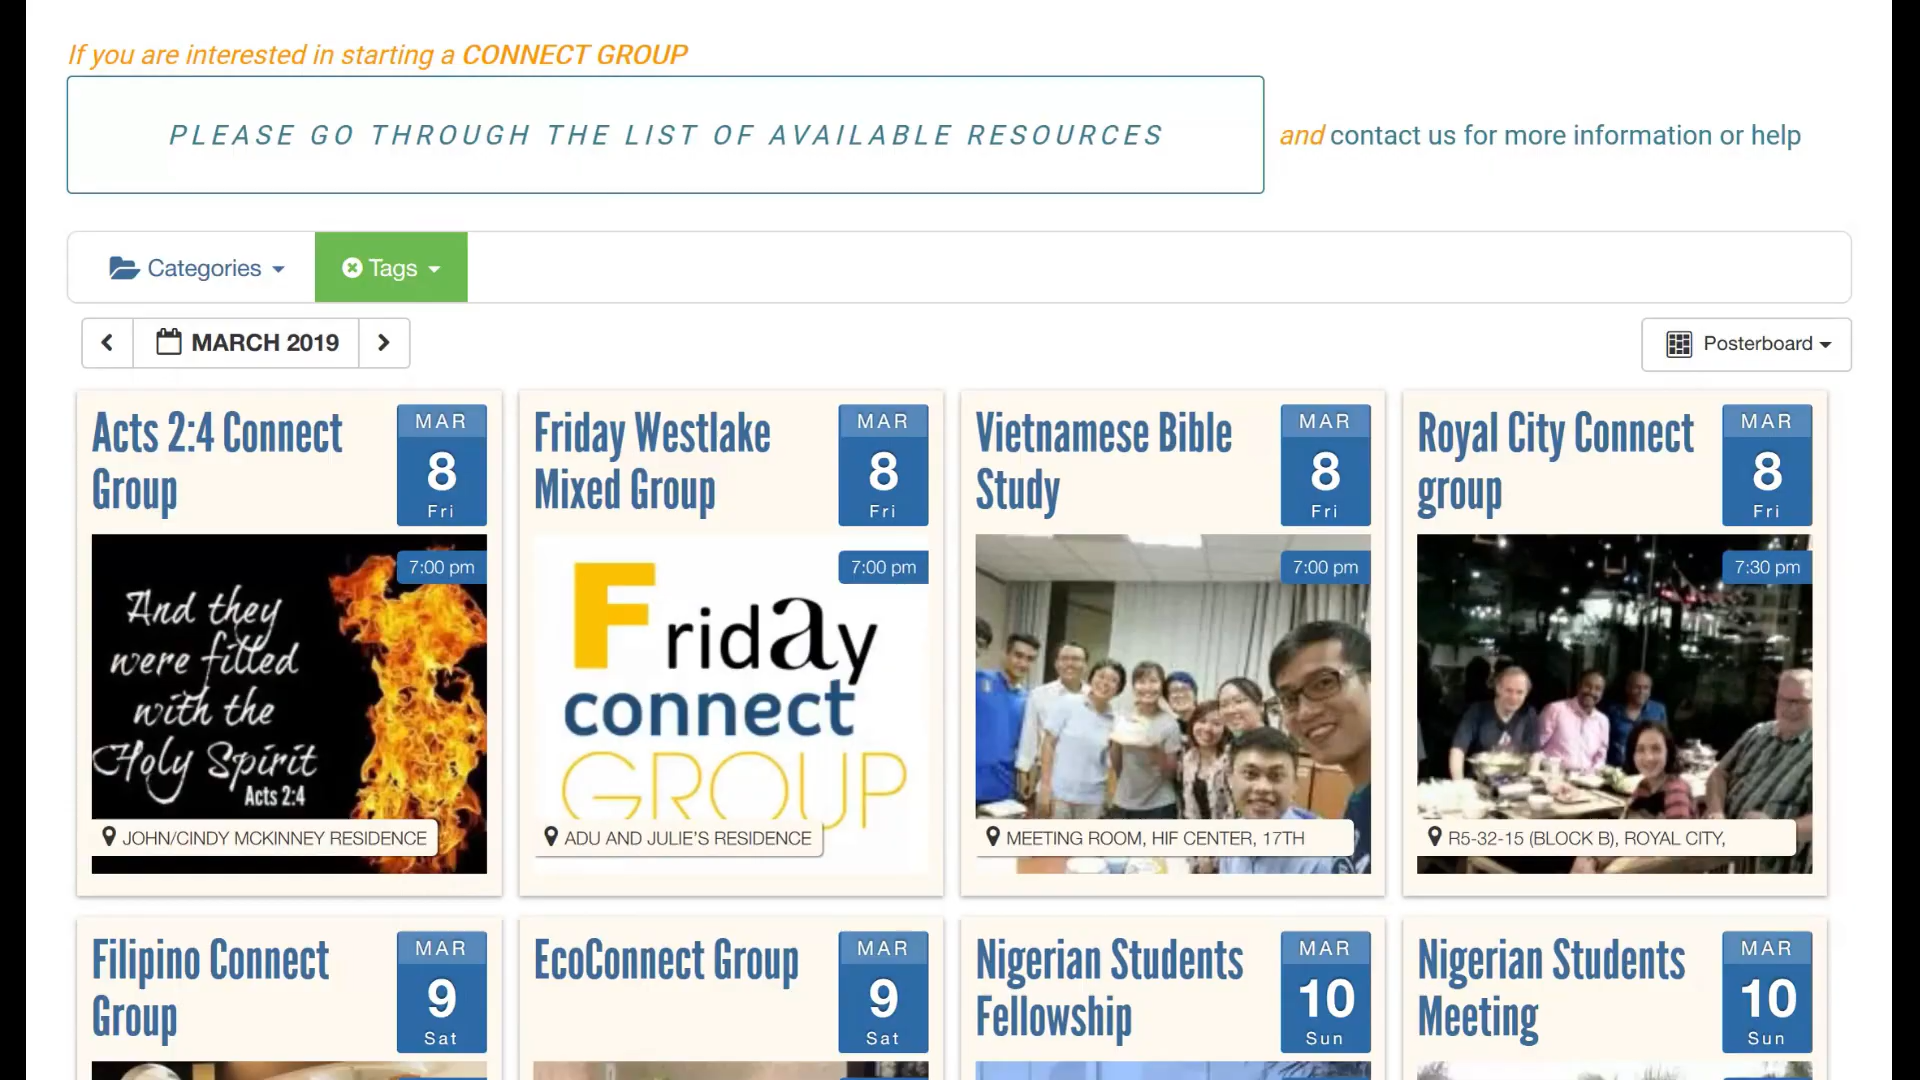 If you are interested in starting a CONNECT GROUP
PLEASE GO THROUGH THE LIST OF AVAILABLE RESOURCES
and contact us for more information or help
Categories
Tags
MARCH 2019
Posterboard
Acts 2:4 Connect
Group
MAR
8
Fri
7:00 pm
And they
were filled
with the
Holy Spirit
Acts 2:4
JOHN/CINDY MCKINNEY RESIDENCE
Friday Westlake
Mixed Group
MAR
8
Fri
7:00 pm
Friday
connect
GROUP
ADU AND JULIE'S RESIDENCE
Vietnamese Bible
Study
MAR
8
Fri
7:00 pm
MEETING ROOM, HIF CENTER, 17TH
Royal City Connect
group
MAR
8
Fri
7:30 pm
R5-32-15 (BLOCK B), ROYAL CITY,
Filipino Connect
Group
MAR
9
Sat
EcoConnect Group
MAR
9
Sat
Nigerian Students
Fellowship
MAR
10
Sun
Nigerian Students
Meeting
MAR
10
Sun